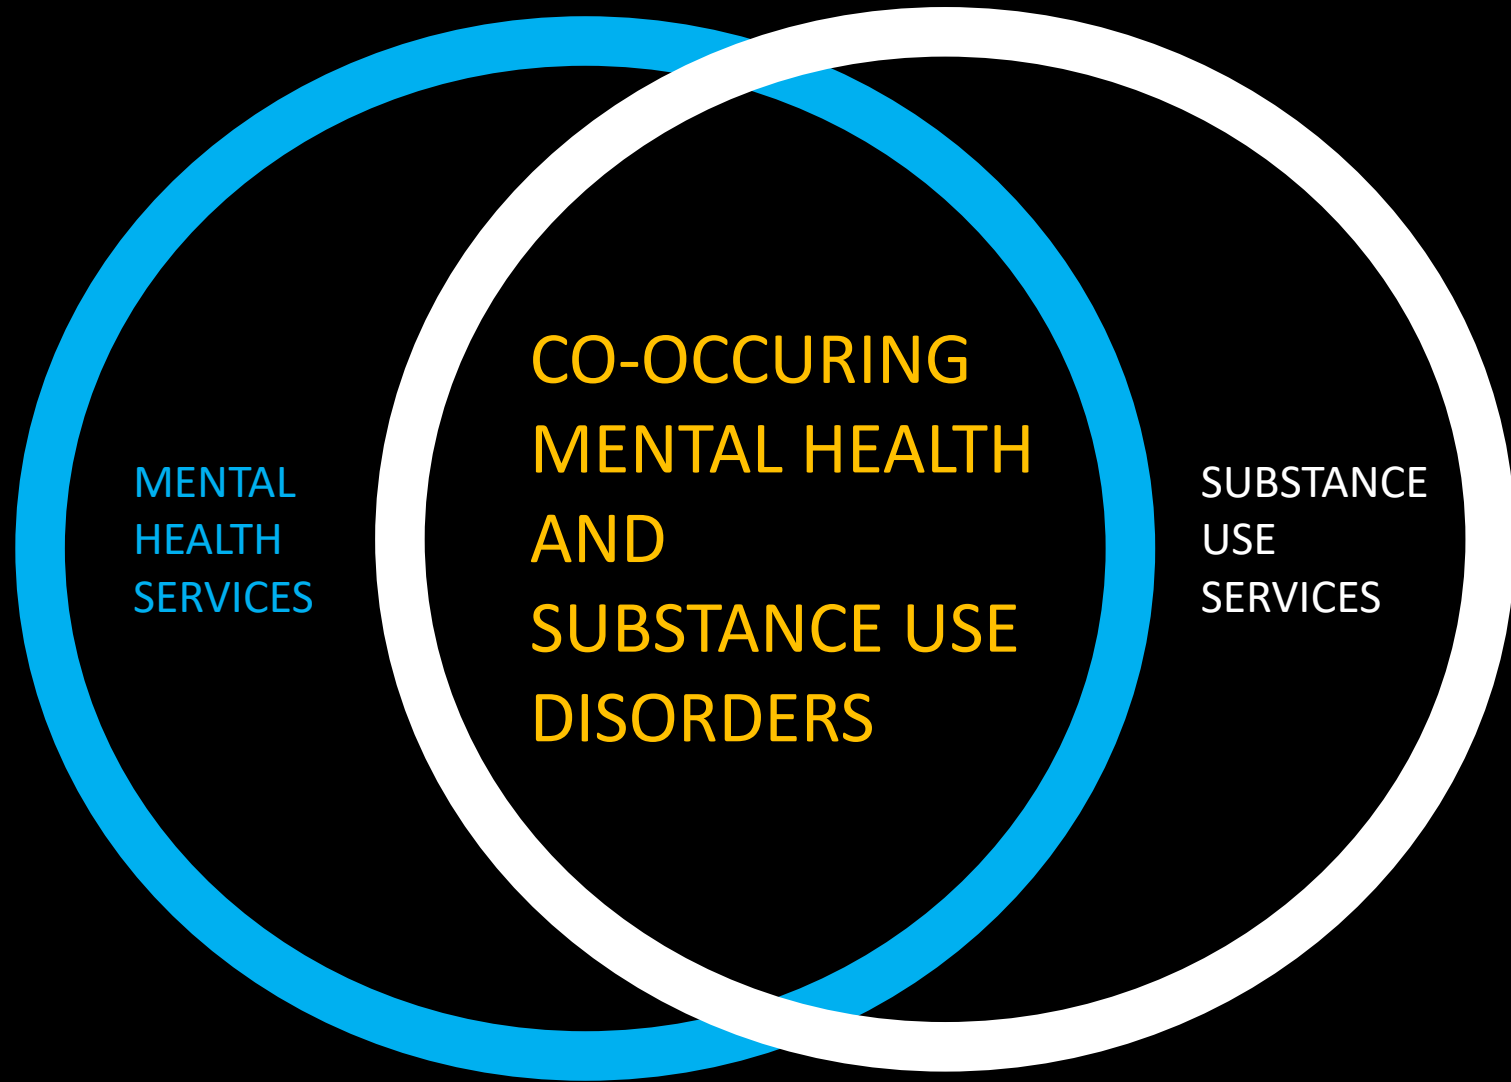 MENTAL
HEALTH
SERVICES
CO-OCCURING
MENTAL HEALTH
AND
SUBSTANCE USE
DISORDERS
SUBSTANCE
USE
SERVICES